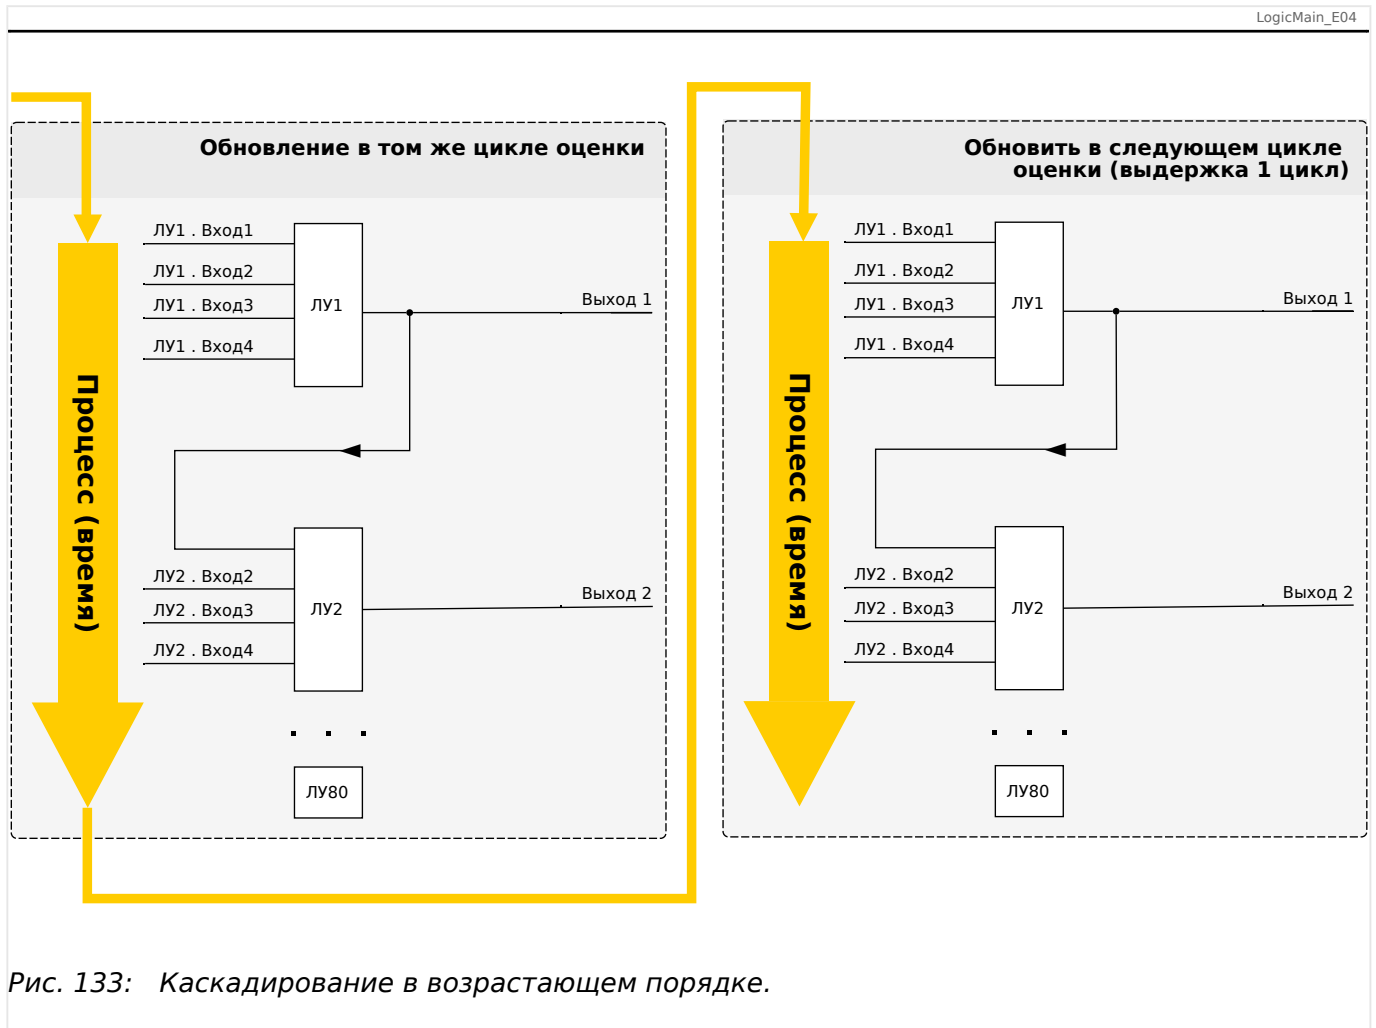 LogicMain_E04
Обновление в том же цикле оценки
ЛУ1 . Вход1
ЛУ1 . Вход2
ЛУ1 . Вход3
ЛУ1 . Вход4
ЛУ1
Выход 1
Процесс (время)
ЛУ2 . Вход2
ЛУ2 . Вход3
ЛУ2 . Вход4
ЛУ2
Выход 2
. . .
ЛУ80
Обновить в следующем цикле
оценки (выдержка 1 цикл)
ЛУ1 . Вход1
ЛУ1 . Вход2
ЛУ1 . Вход3
ЛУ1 . Вход4
ЛУ1
Выход 1
Процесс (время)
ЛУ2 . Вход2
ЛУ2 . Вход3
ЛУ2 . Вход4
ЛУ2
Выход 2
. . .
ЛУ80
Рис. 133: Каскадирование в возрастающем порядке.